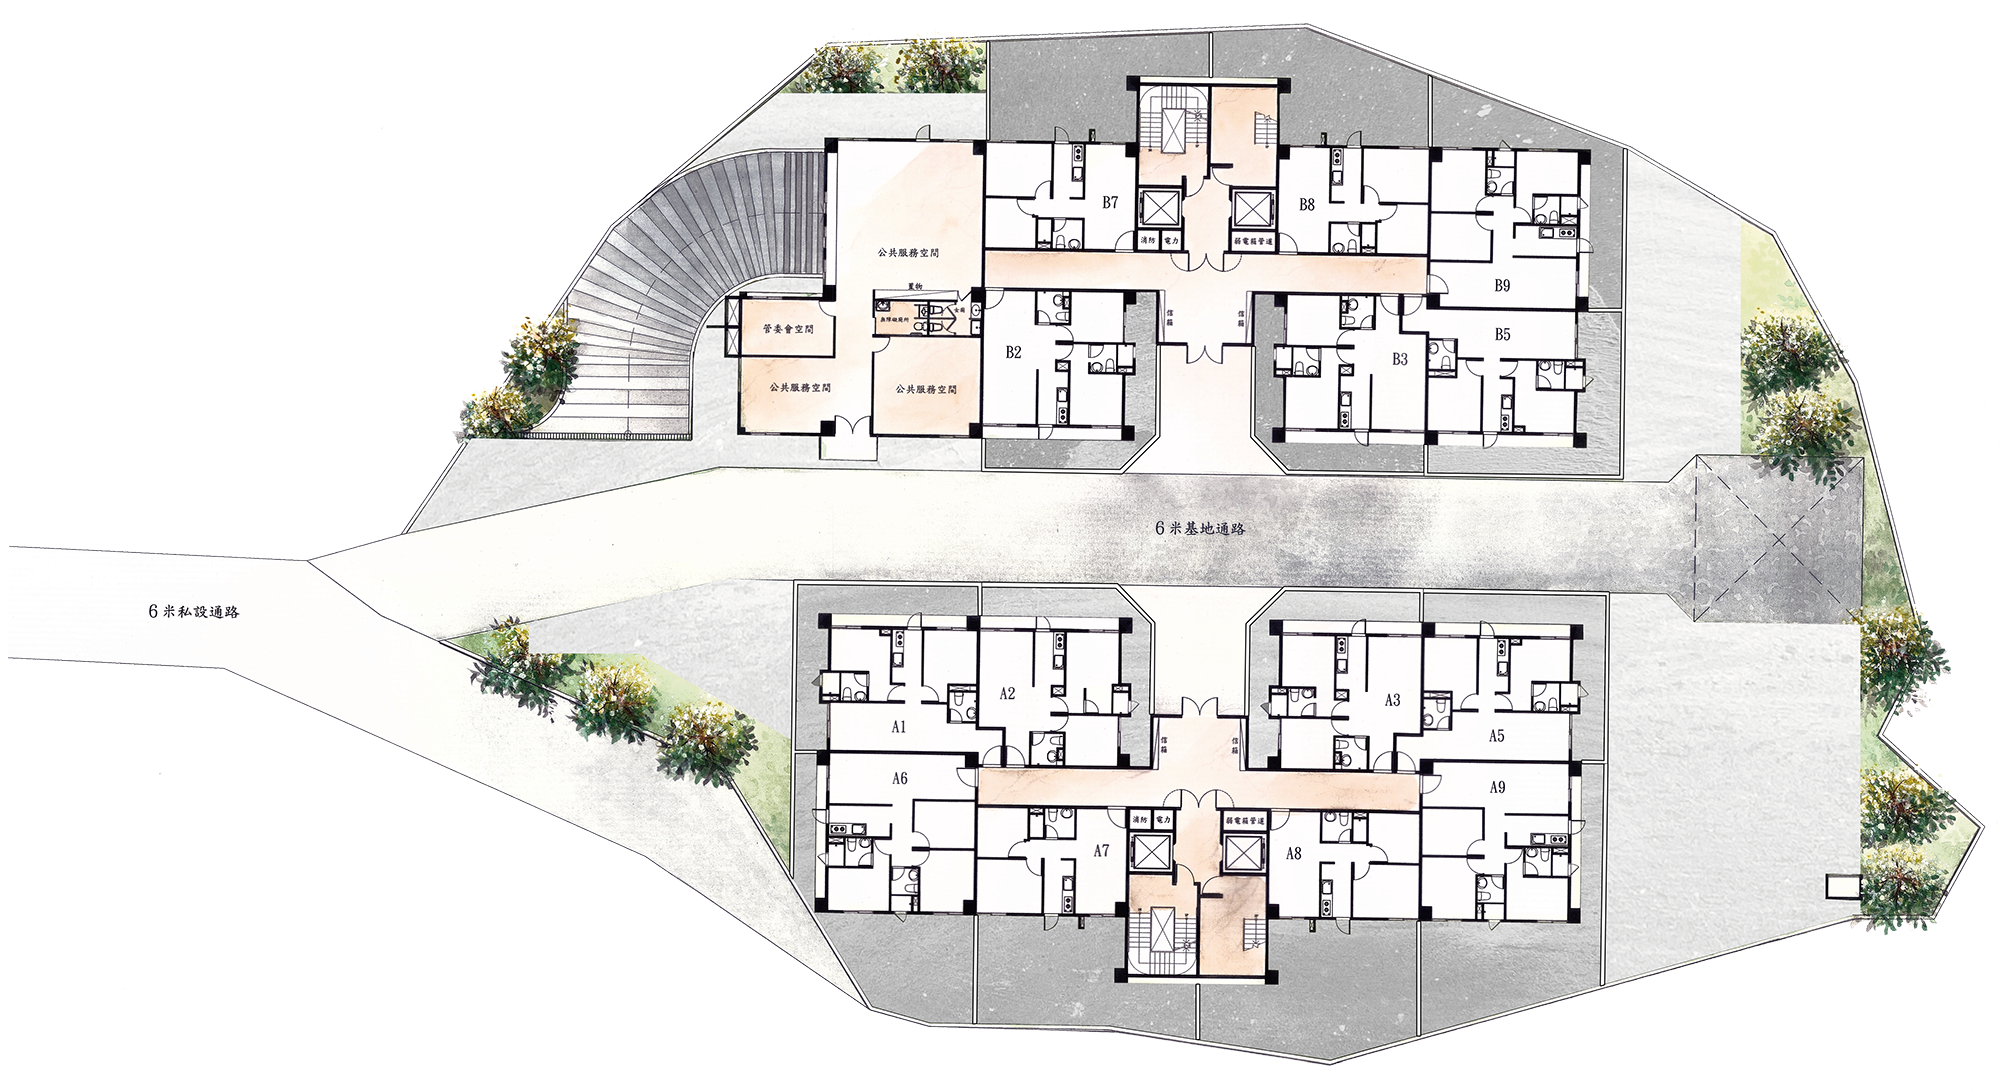 B7
B8
消防
電力
弱電箱管道
公共服務空間
B9
置物
無障礙廁所
女廁
信箱
信箱
管委會空間
B2
B3
B5
公共服務空間
公共服務空間
6米基地通路
6米私設通路
A1
A2
A3
A5
信箱
信箱
A6
A9
消防
電力
弱電箱管道
A7
A8